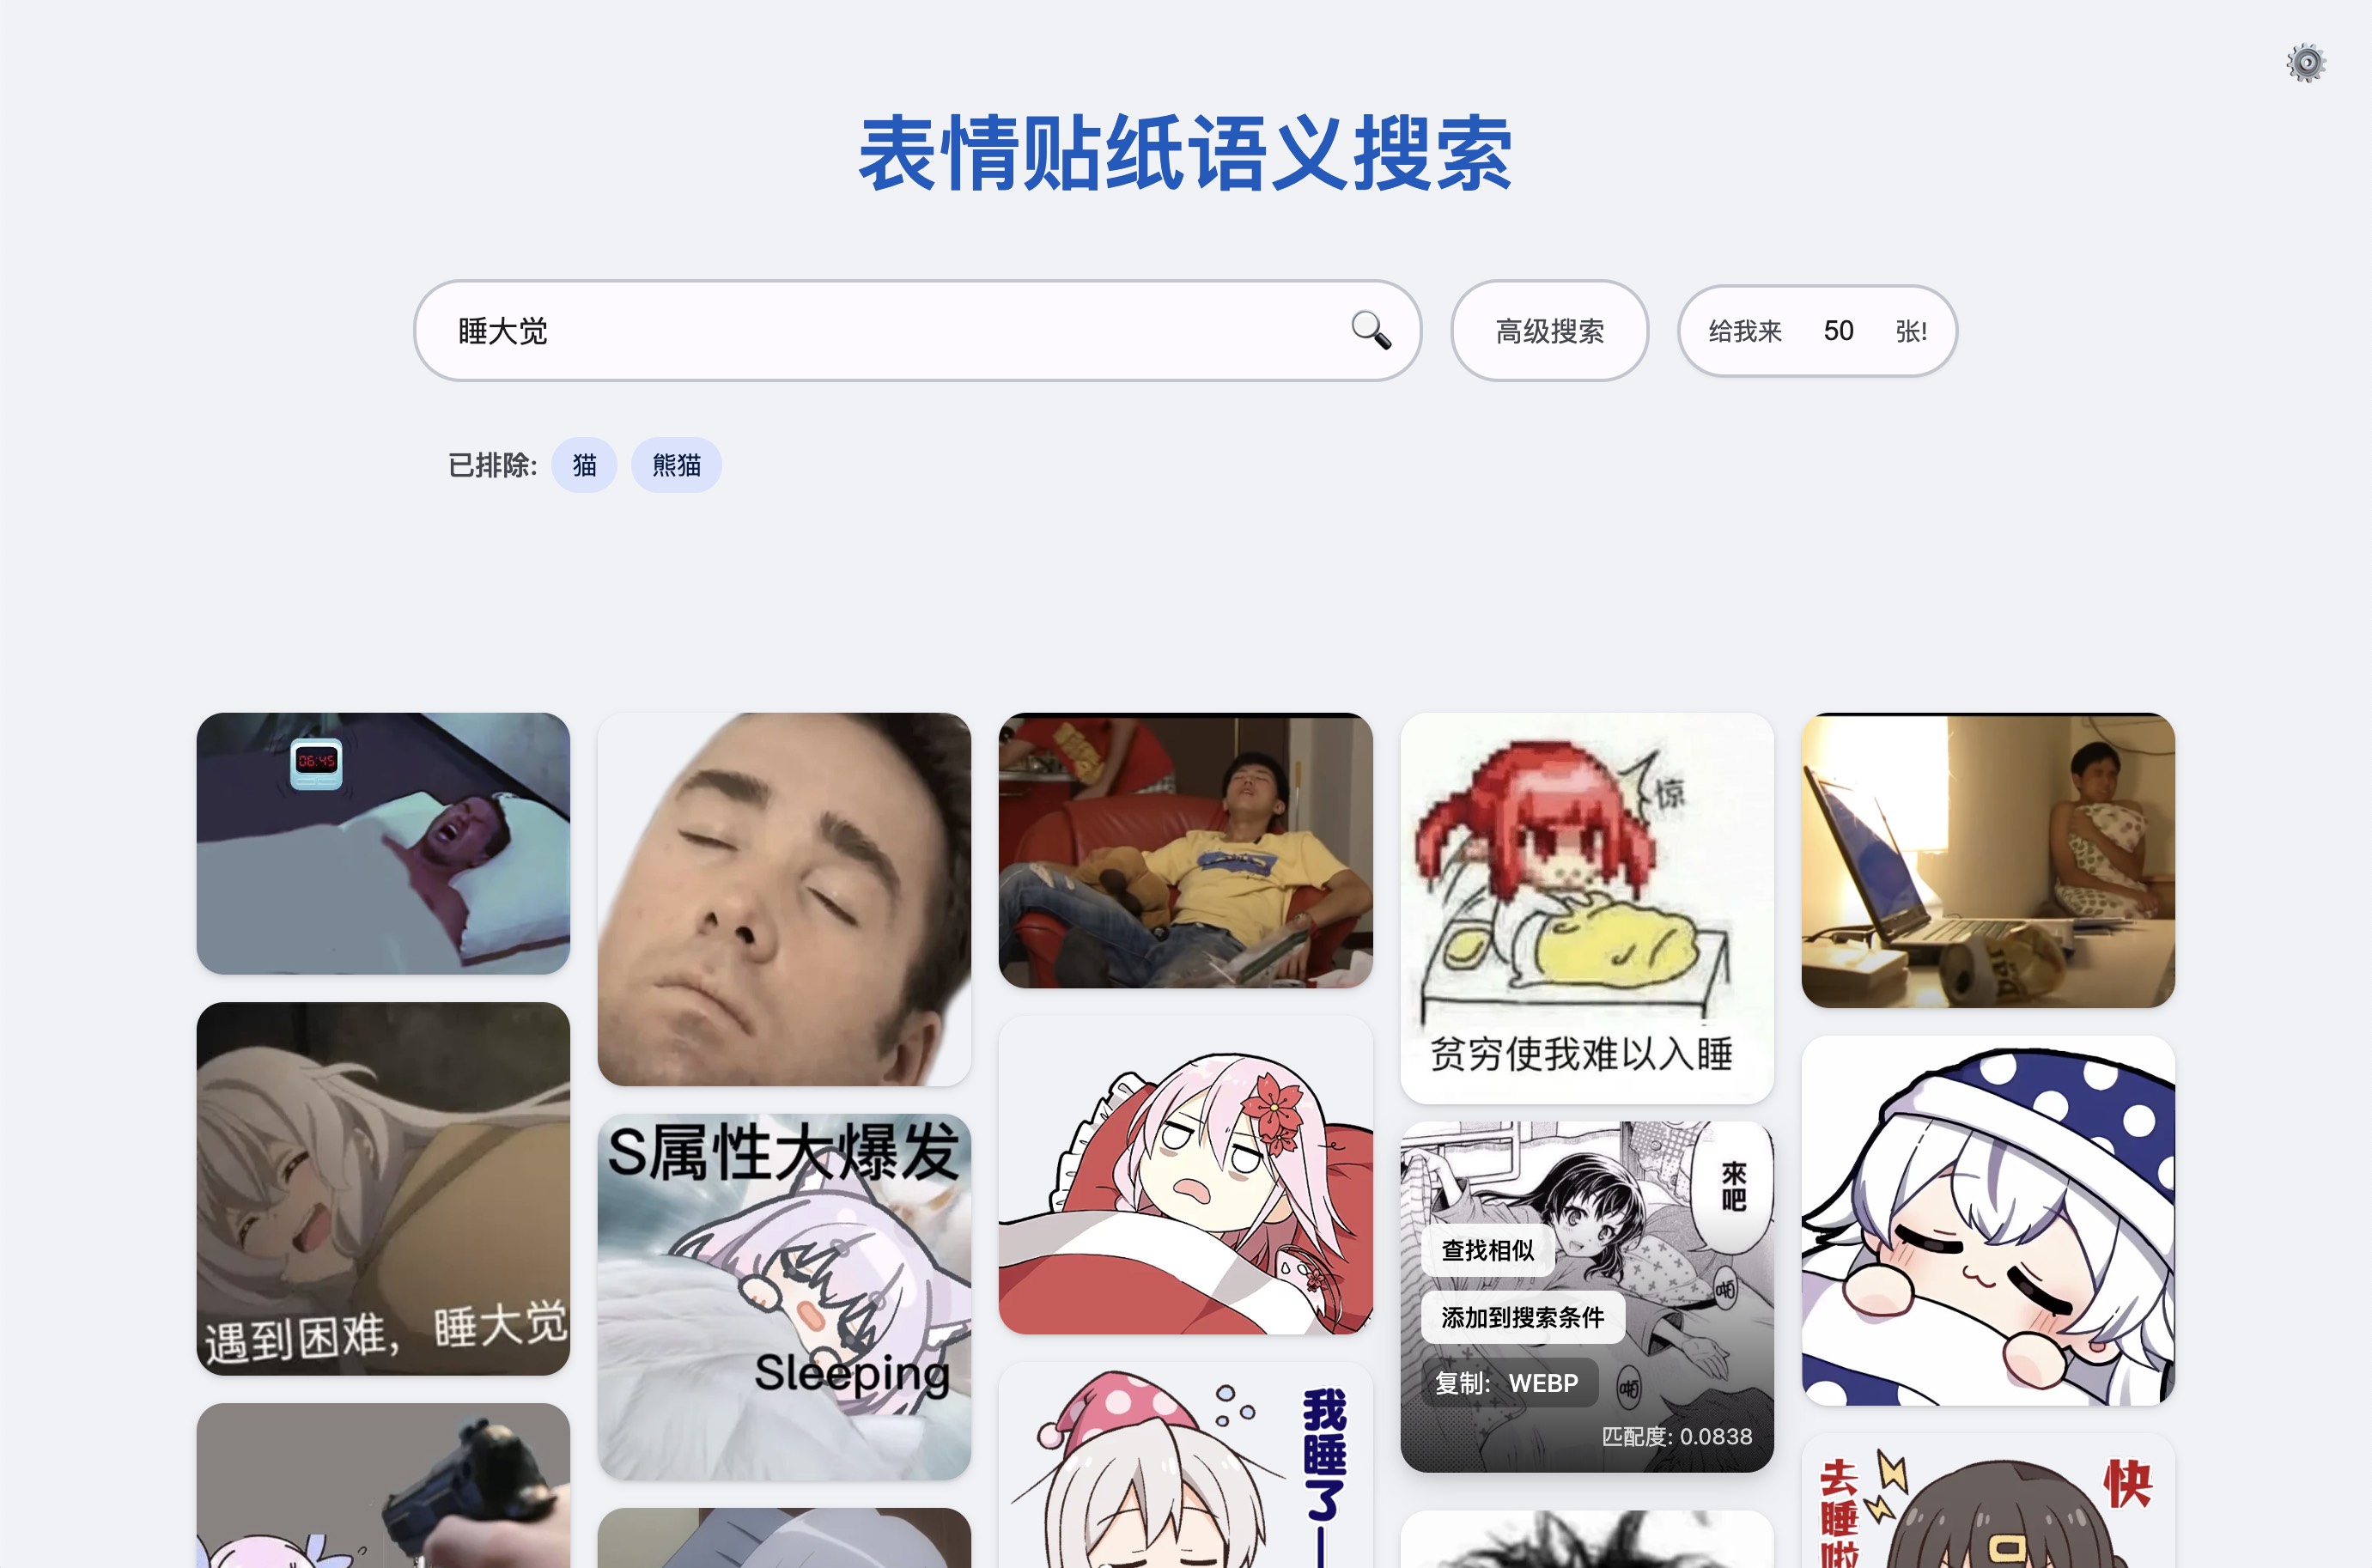 表情贴纸语义搜索
睡大觉
高级搜索
给我来 50 张!
已排除: 猫 熊猫
06:45
惊
贫穷使我难以入睡
遇到困难, 睡大觉
S属性大爆发
Sleeping
來吧
啪
啪
查找相似
添加到搜索条件
复制: WEBP
匹配度: 0.0838
我睡了一
去睡啦
快